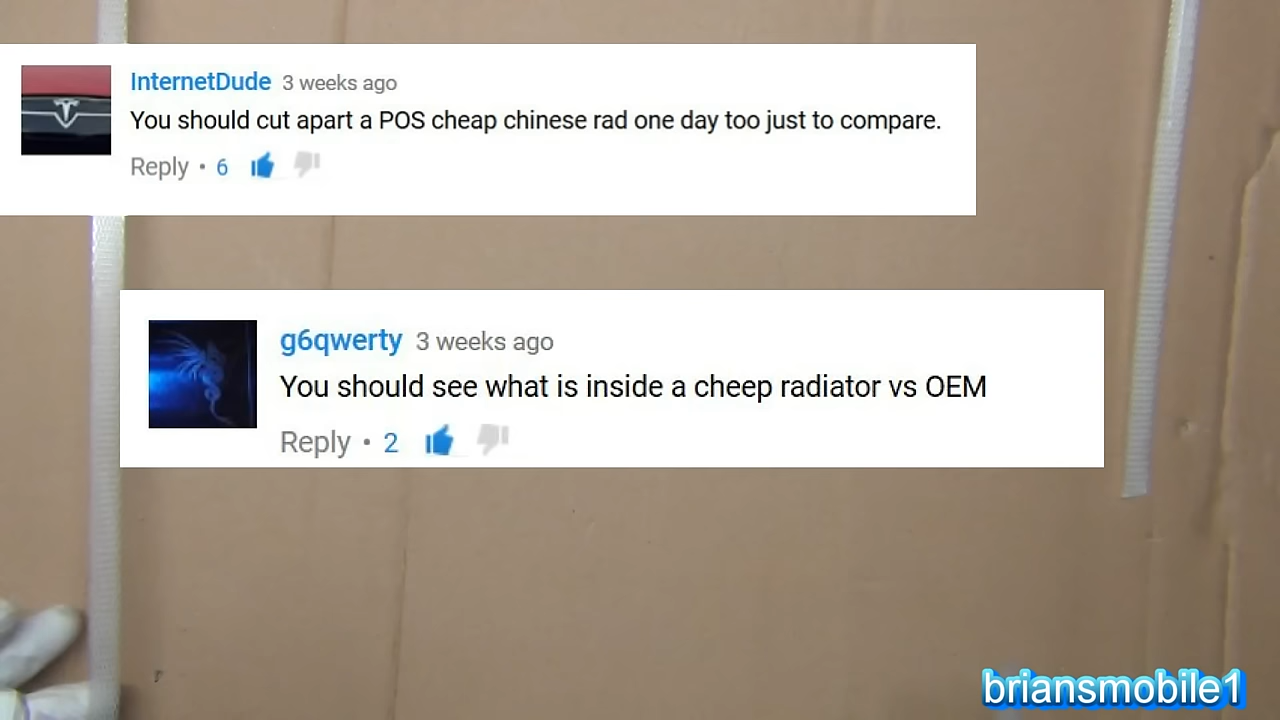 InternetDude 3 weeks ago
You should cut apart a POS cheap chinese rad one day too just to compare.
Reply • 6
g6qwerty 3 weeks ago
You should see what is inside a cheep radiator vs OEM
Reply • 2
briansmobile1